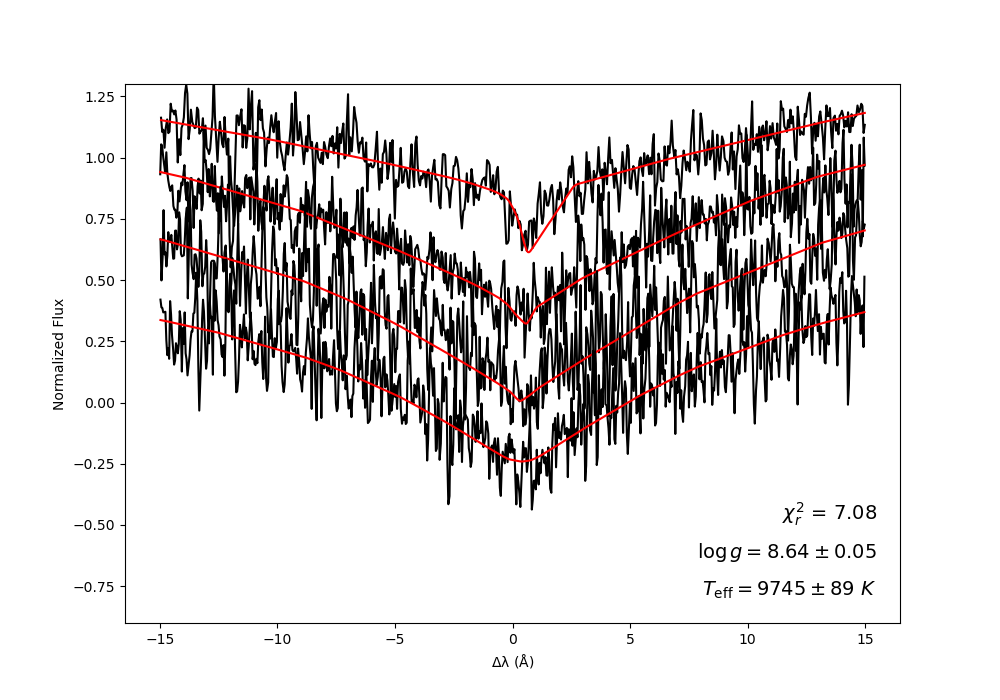 1.25
1.00
0.75
0.50
0.25
0.00
−0.25
−0.50
−0.75
Normalized Flux
χ²ᵣ = 7.08
log g = 8.64 ± 0.05
T_eff = 9745 ± 89 K
−15 −10 −5 0 5 10 15
Δλ (Å)